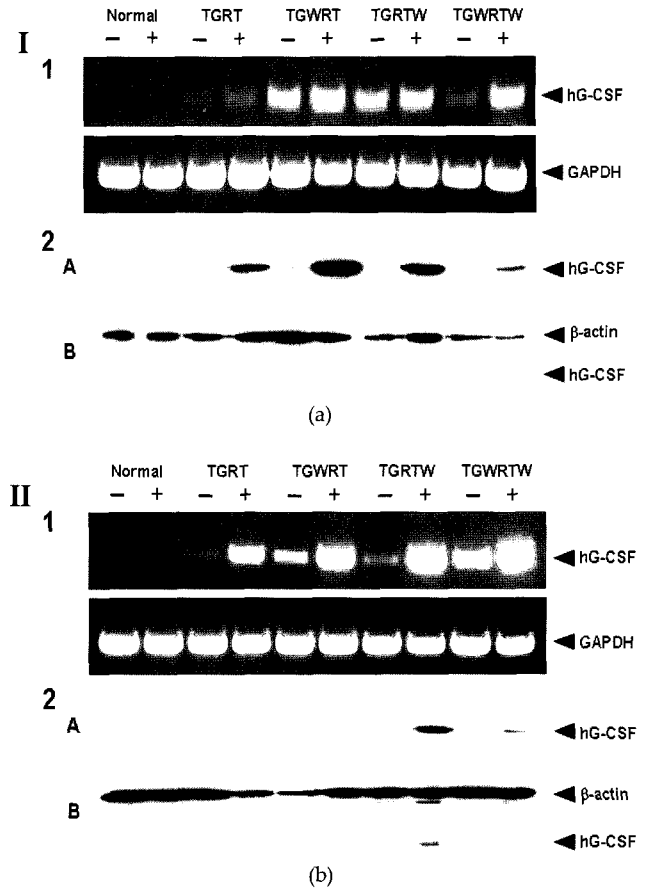 Normal TGRT TGWRT TGRTW TGWRTW
I − + − + − + − + − +
1
hG-CSF
GAPDH
2
A
hG-CSF
β-actin
B
hG-CSF
(a)
Normal TGRT TGWRT TGRTW TGWRTW
II − + − + − + − + − +
1
hG-CSF
GAPDH
2
A
hG-CSF
β-actin
B
hG-CSF
(b)